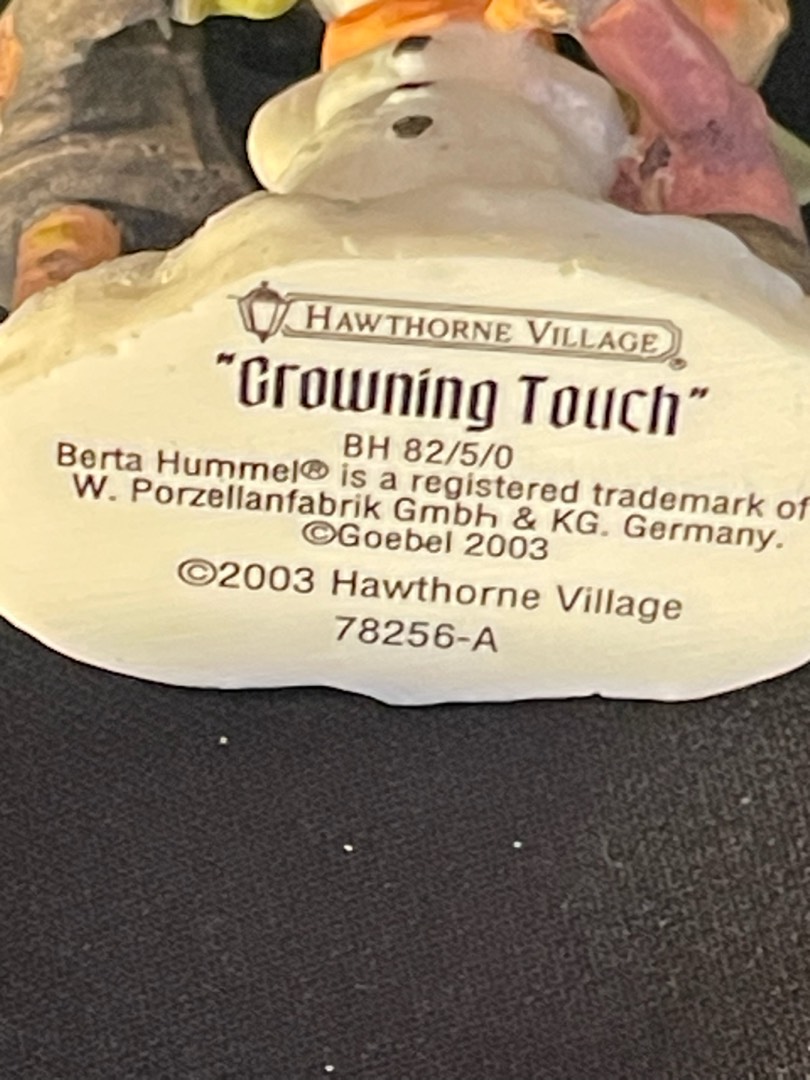 HAWTHORNE VILLAGE®
"Crowning Touch"
BH 82/5/0
Berta Hummel® is a registered trademark of
W. Porzellanfabrik GmbH & KG. Germany.
©Goebel 2003
©2003 Hawthorne Village
78256-A